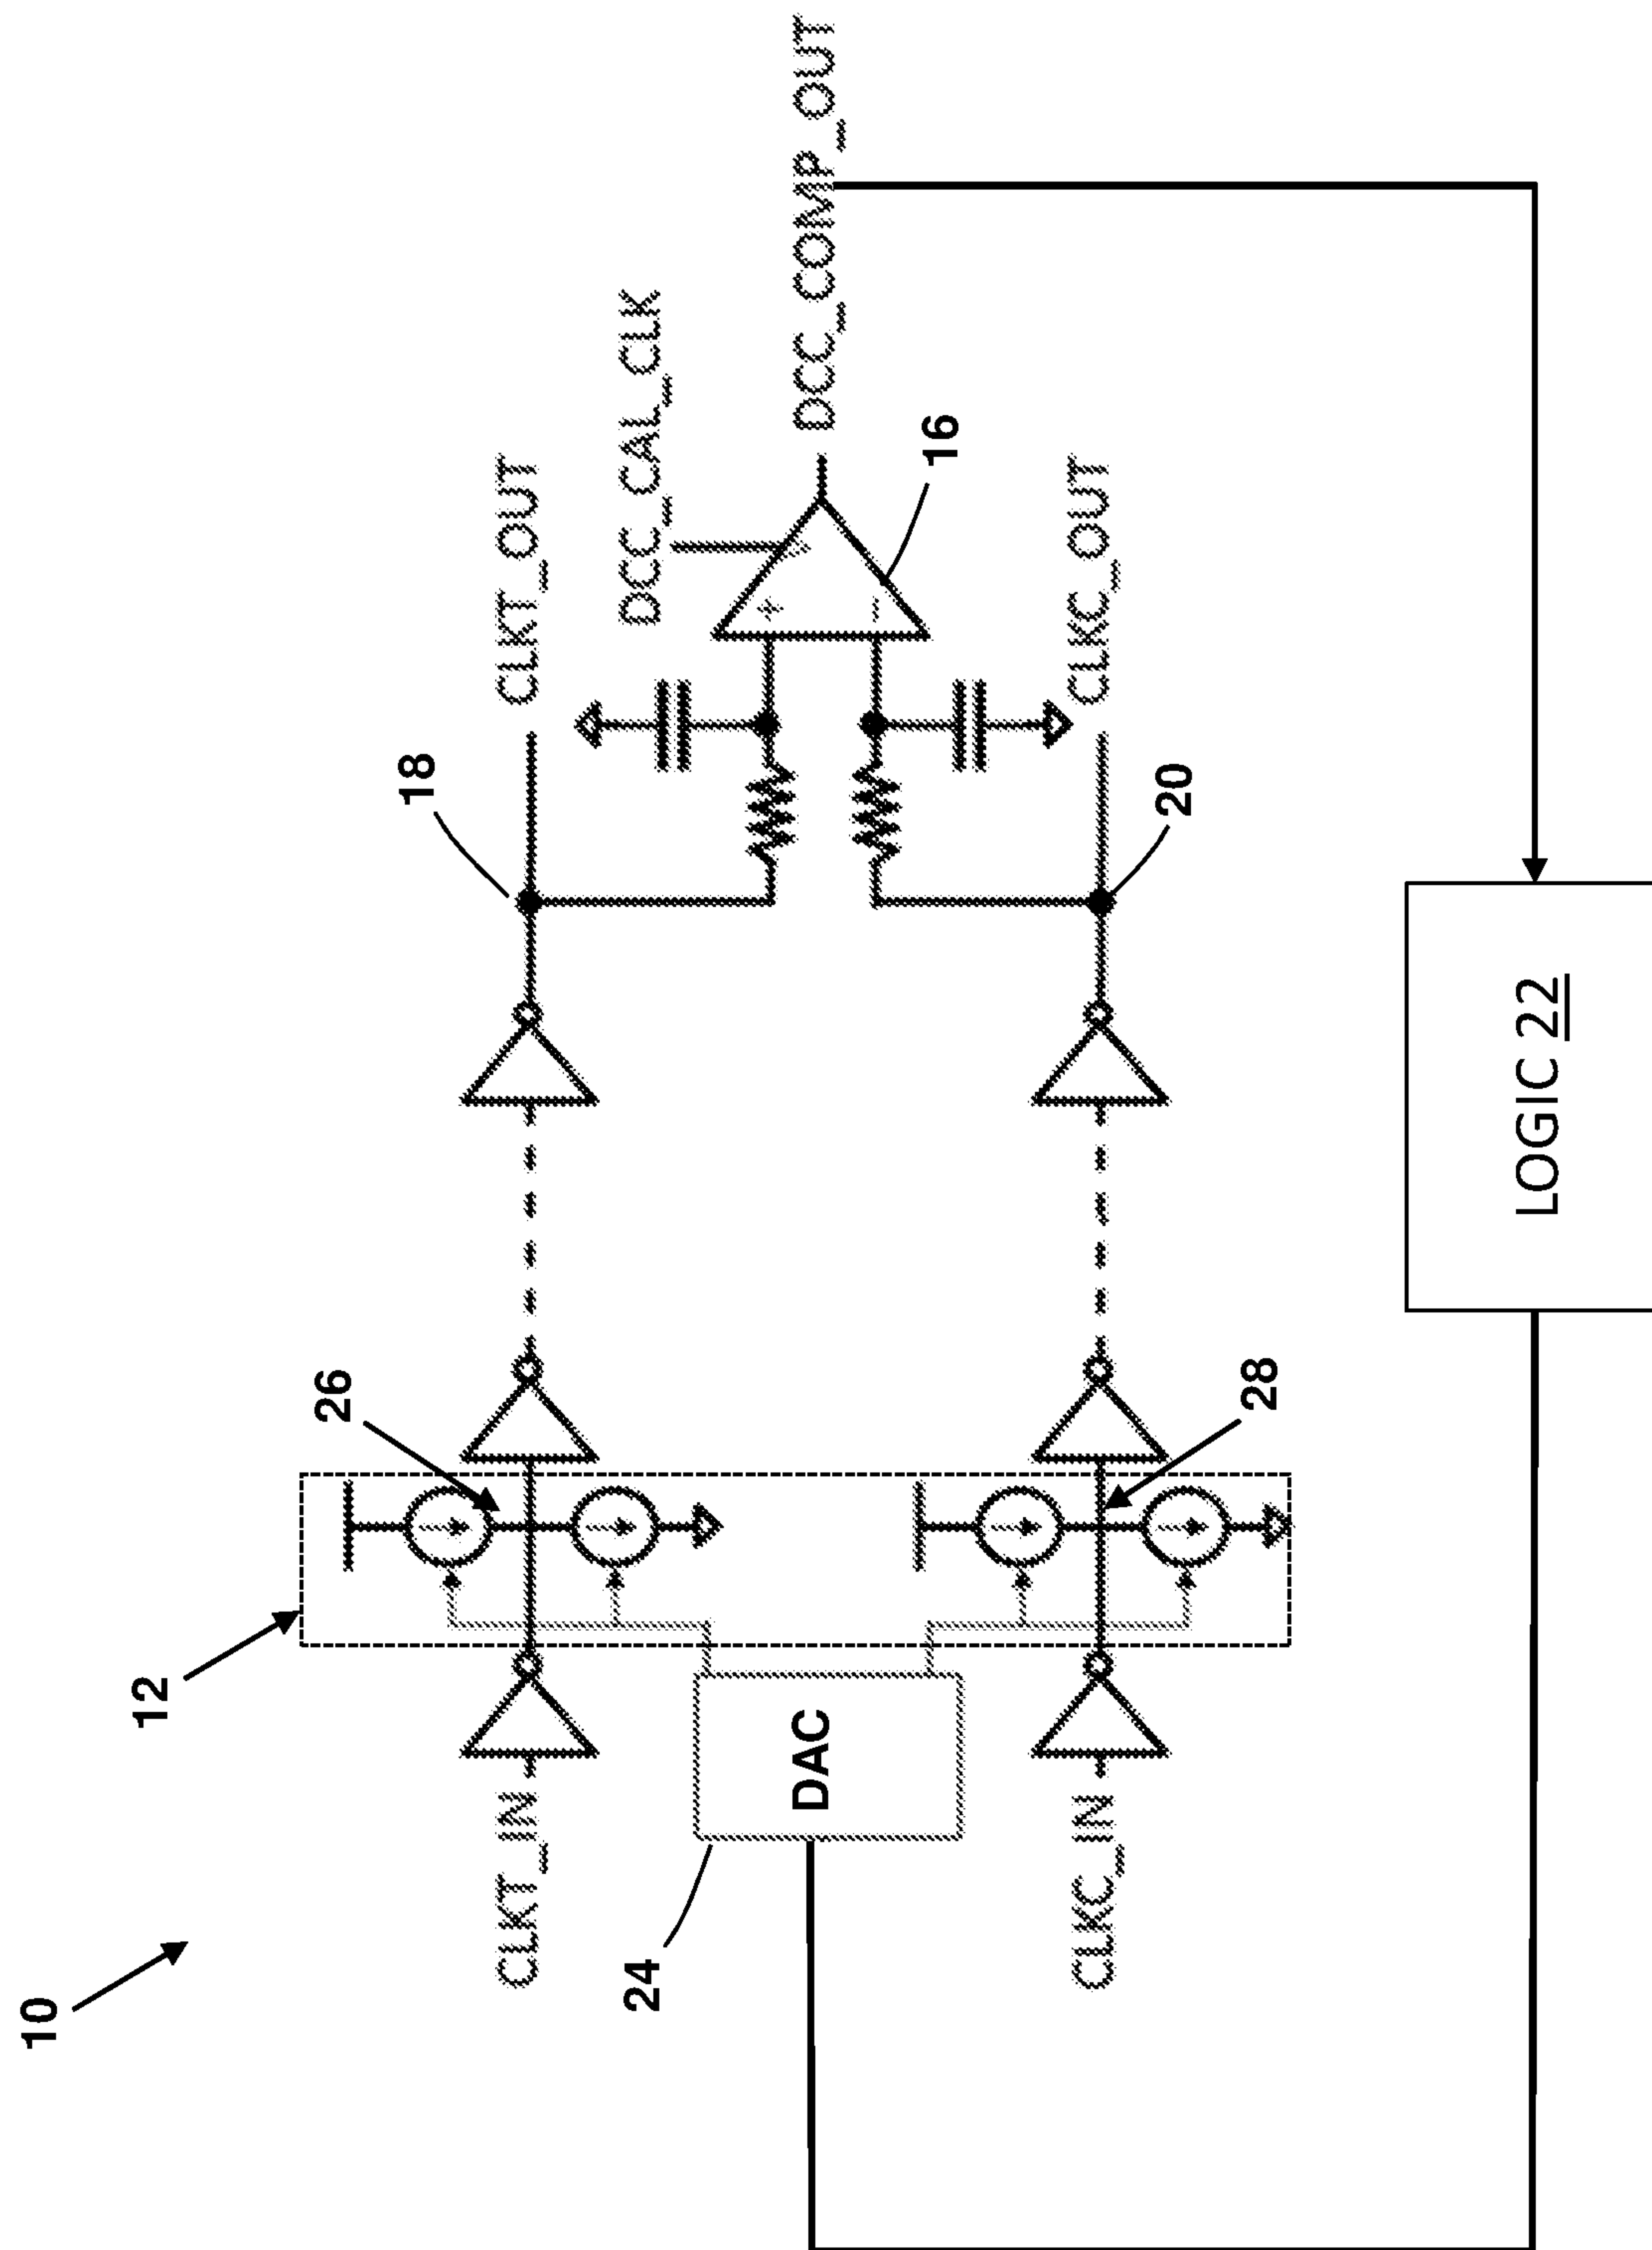 10
12
CLKT_IN
26
18
CLKT_OUT
DCC_CAL_CLK
24
DAC
DCC_COMP_OUT
16
CLKC_IN
28
20
CLKC_OUT
LOGIC 22
+
−